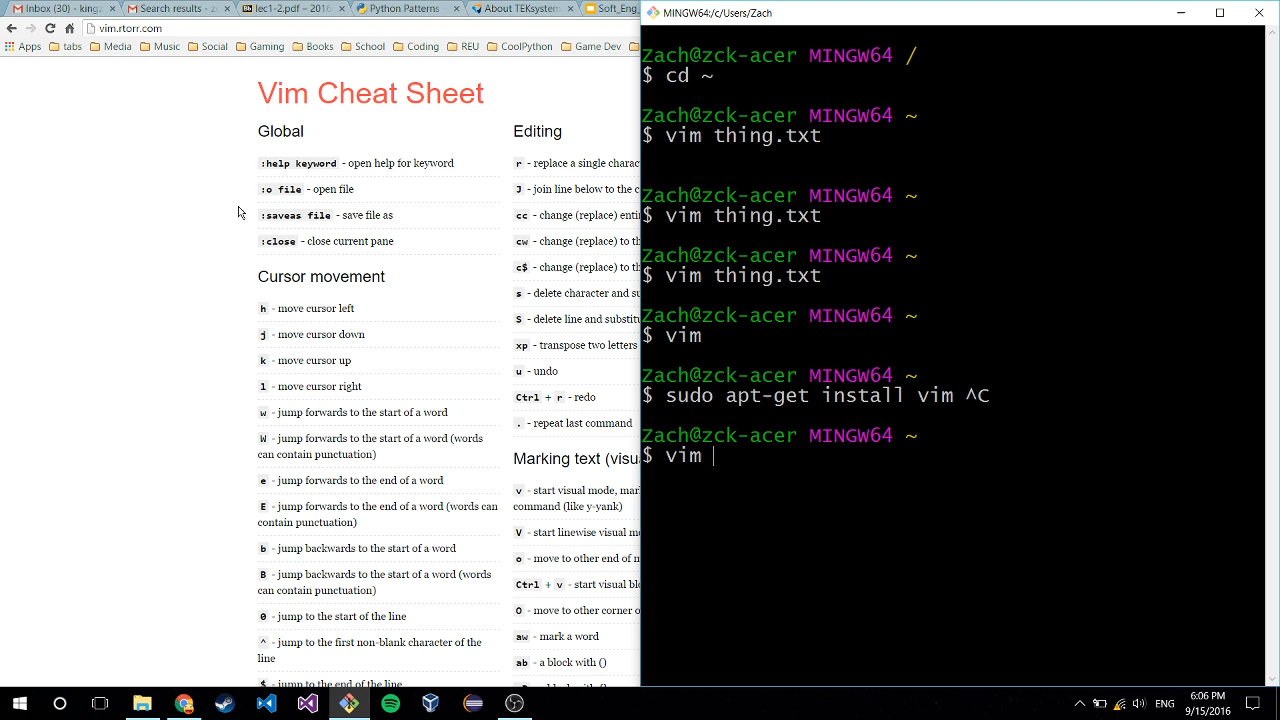 Inbox (30) - kingz
Search results - z
lec1-2.pdf – 2016
Python Patterns
About TEKsystem
Soft_Eng
MINGW64:/c/Users/Zach
vim.rtorr.com
Apps
tabs
Media
Music
Social
Gaming
Books
School
Coding
REU
CoolPython
Game Dev
Vim Cheat Sheet
Global
:help keyword - open help for keyword
:o file - open file
:saveas file - save file as
:close - close current pane
Cursor movement
h - move cursor left
j - move cursor down
k - move cursor up
l - move cursor right
w - jump forwards to the start of a word
W - jump forwards to the start of a word (words
can contain punctuation)
e - jump forwards to the end of a word
E - jump forwards to the end of a word (words can
contain punctuation)
b - jump backwards to the start of a word
B - jump backwards to the start of a word (words
can contain punctuation)
0 - jump to the start of the line
^ - jump to the first non-blank character of the
line
$ - jump to the end of the line
Editing
r - replace a single charac
J - join line below to the c
cc - change (replace) enti
cw - change (replace) to th
c$ - change (replace) to th
s - delete character and su
S - delete line and substitu
xp - transpose two letters
u - undo
Ctrl + r - redo
. - repeat last command
Marking text (visu
v - start visual mode, mar
command (like y-yank)
V - start linewise visual m
o - move to other end of m
Ctrl + v - start visual blo
O - move to other corner o
aw - mark a word
ab - a block with ()
Zach@zck-acer MINGW64 /
$ cd ~
Zach@zck-acer MINGW64 ~
$ vim thing.txt
Zach@zck-acer MINGW64 ~
$ vim thing.txt
Zach@zck-acer MINGW64 ~
$ vim thing.txt
Zach@zck-acer MINGW64 ~
$ vim
Zach@zck-acer MINGW64 ~
$ sudo apt-get install vim ^C
Zach@zck-acer MINGW64 ~
$ vim
ENG
6:06 PM
9/15/2016